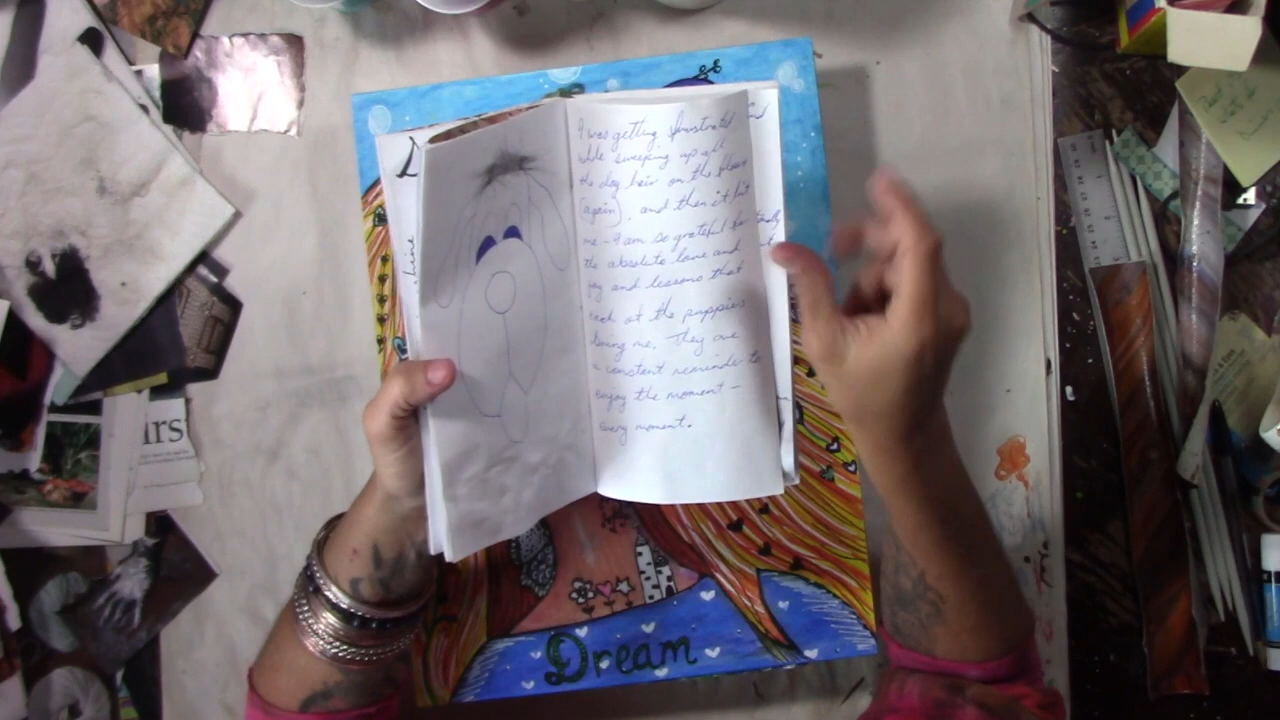 I was getting frustrated
while sweeping up all
the dog hair on the floor
(again), and then it hit
me - I am so grateful for
the absolute love and
joy and lessons that
each of the puppies
bring me. They are
a constant reminder to
enjoy the moment -
every moment.
Dream